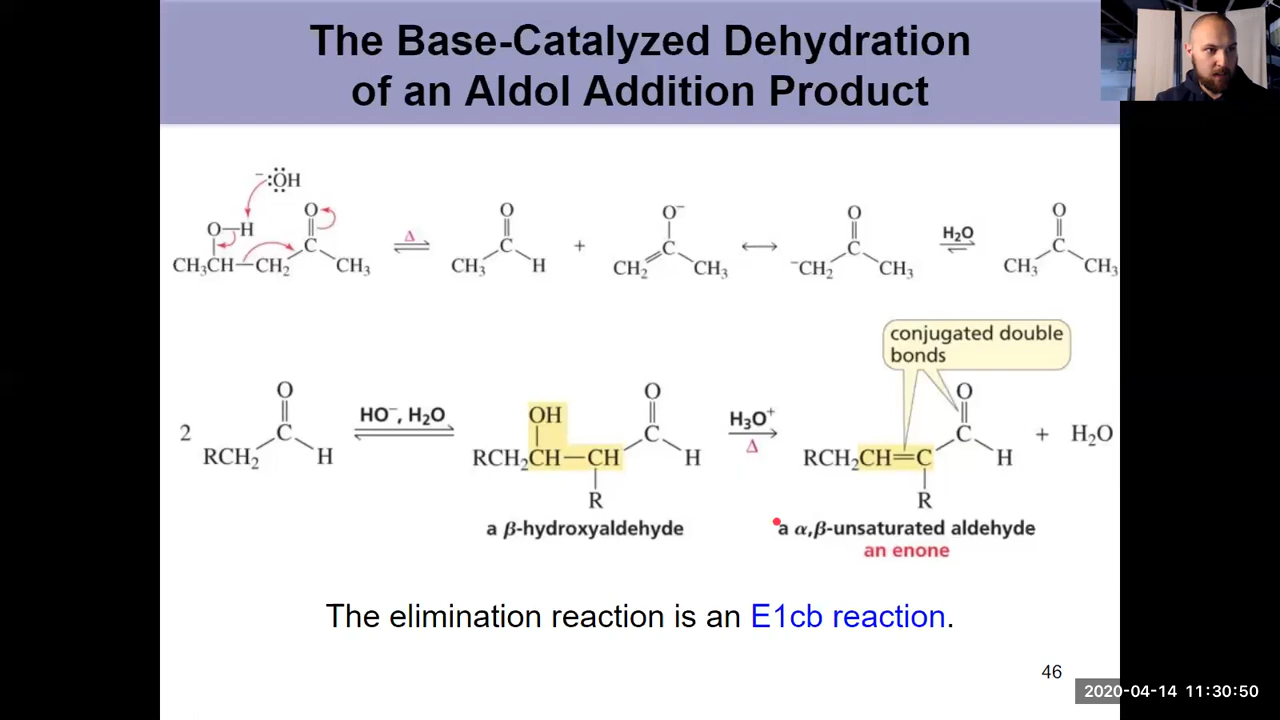 The Base-Catalyzed Dehydration
of an Aldol Addition Product
⁻:ÖH
O—H O O O⁻ O H₂O O
Δ
CH₃CH—CH₂ C CH₃ ⇌ CH₃ C H + CH₂ C CH₃ ⟷ ⁻CH₂ C CH₃ ⇌ CH₃ C CH₃
conjugated double
bonds
O OH O O
HO⁻, H₂O H₃O⁺
2 RCH₂ C H ⇌ RCH₂CH—CH C H → RCH₂CH=C C H + H₂O
Δ
R R
a β-hydroxyaldehyde a α,β-unsaturated aldehyde
an enone
The elimination reaction is an E1cb reaction.
46
2020-04-14 11:30:50